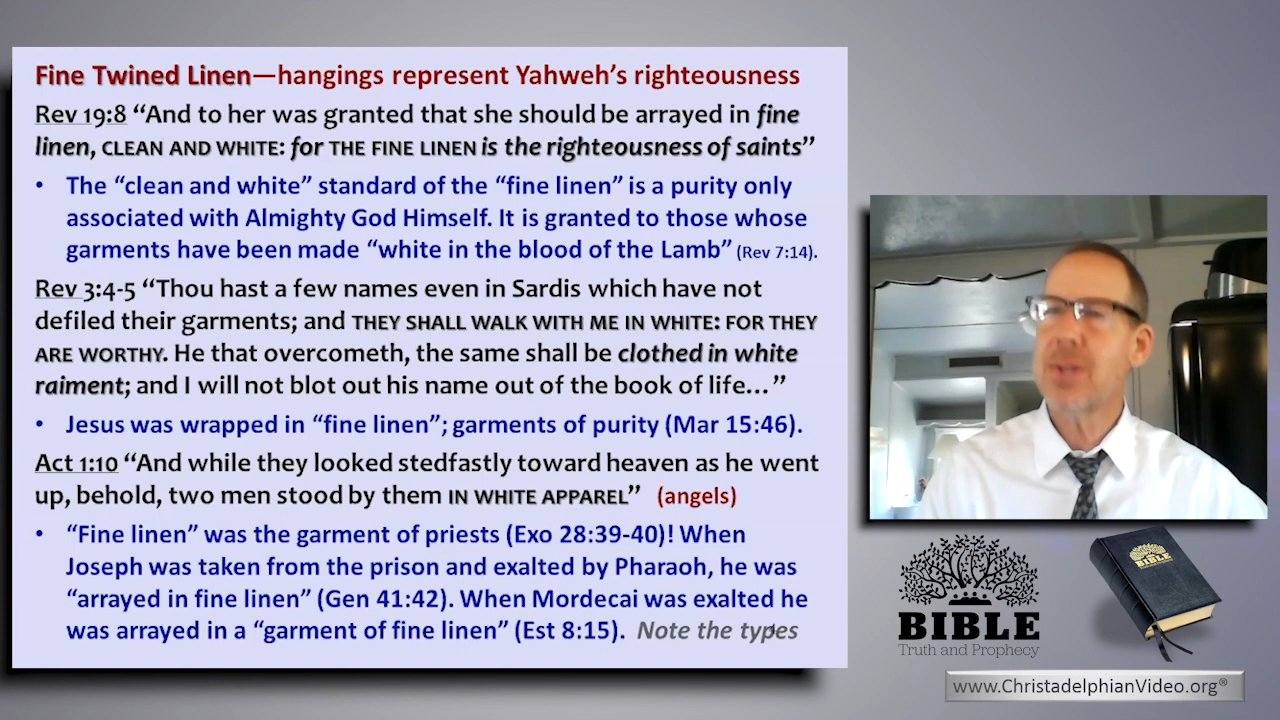 Fine Twined Linen—hangings represent Yahweh's righteousness
Rev 19:8 “And to her was granted that she should be arrayed in fine
linen, CLEAN AND WHITE: for THE FINE LINEN is the righteousness of saints”
• The “clean and white” standard of the “fine linen” is a purity only
associated with Almighty God Himself. It is granted to those whose
garments have been made “white in the blood of the Lamb” (Rev 7:14).
Rev 3:4-5 “Thou hast a few names even in Sardis which have not
defiled their garments; and THEY SHALL WALK WITH ME IN WHITE: FOR THEY
ARE WORTHY. He that overcometh, the same shall be clothed in white
raiment; and I will not blot out his name out of the book of life…”
• Jesus was wrapped in “fine linen”; garments of purity (Mar 15:46).
Act 1:10 “And while they looked stedfastly toward heaven as he went
up, behold, two men stood by them IN WHITE APPAREL” (angels)
• “Fine linen” was the garment of priests (Exo 28:39-40)! When
Joseph was taken from the prison and exalted by Pharaoh, he was
“arrayed in fine linen” (Gen 41:42). When Mordecai was exalted he
was arrayed in a “garment of fine linen” (Est 8:15). Note the types
BIBLE
Truth and Prophecy
BIBLE
www.ChristadelphianVideo.org®